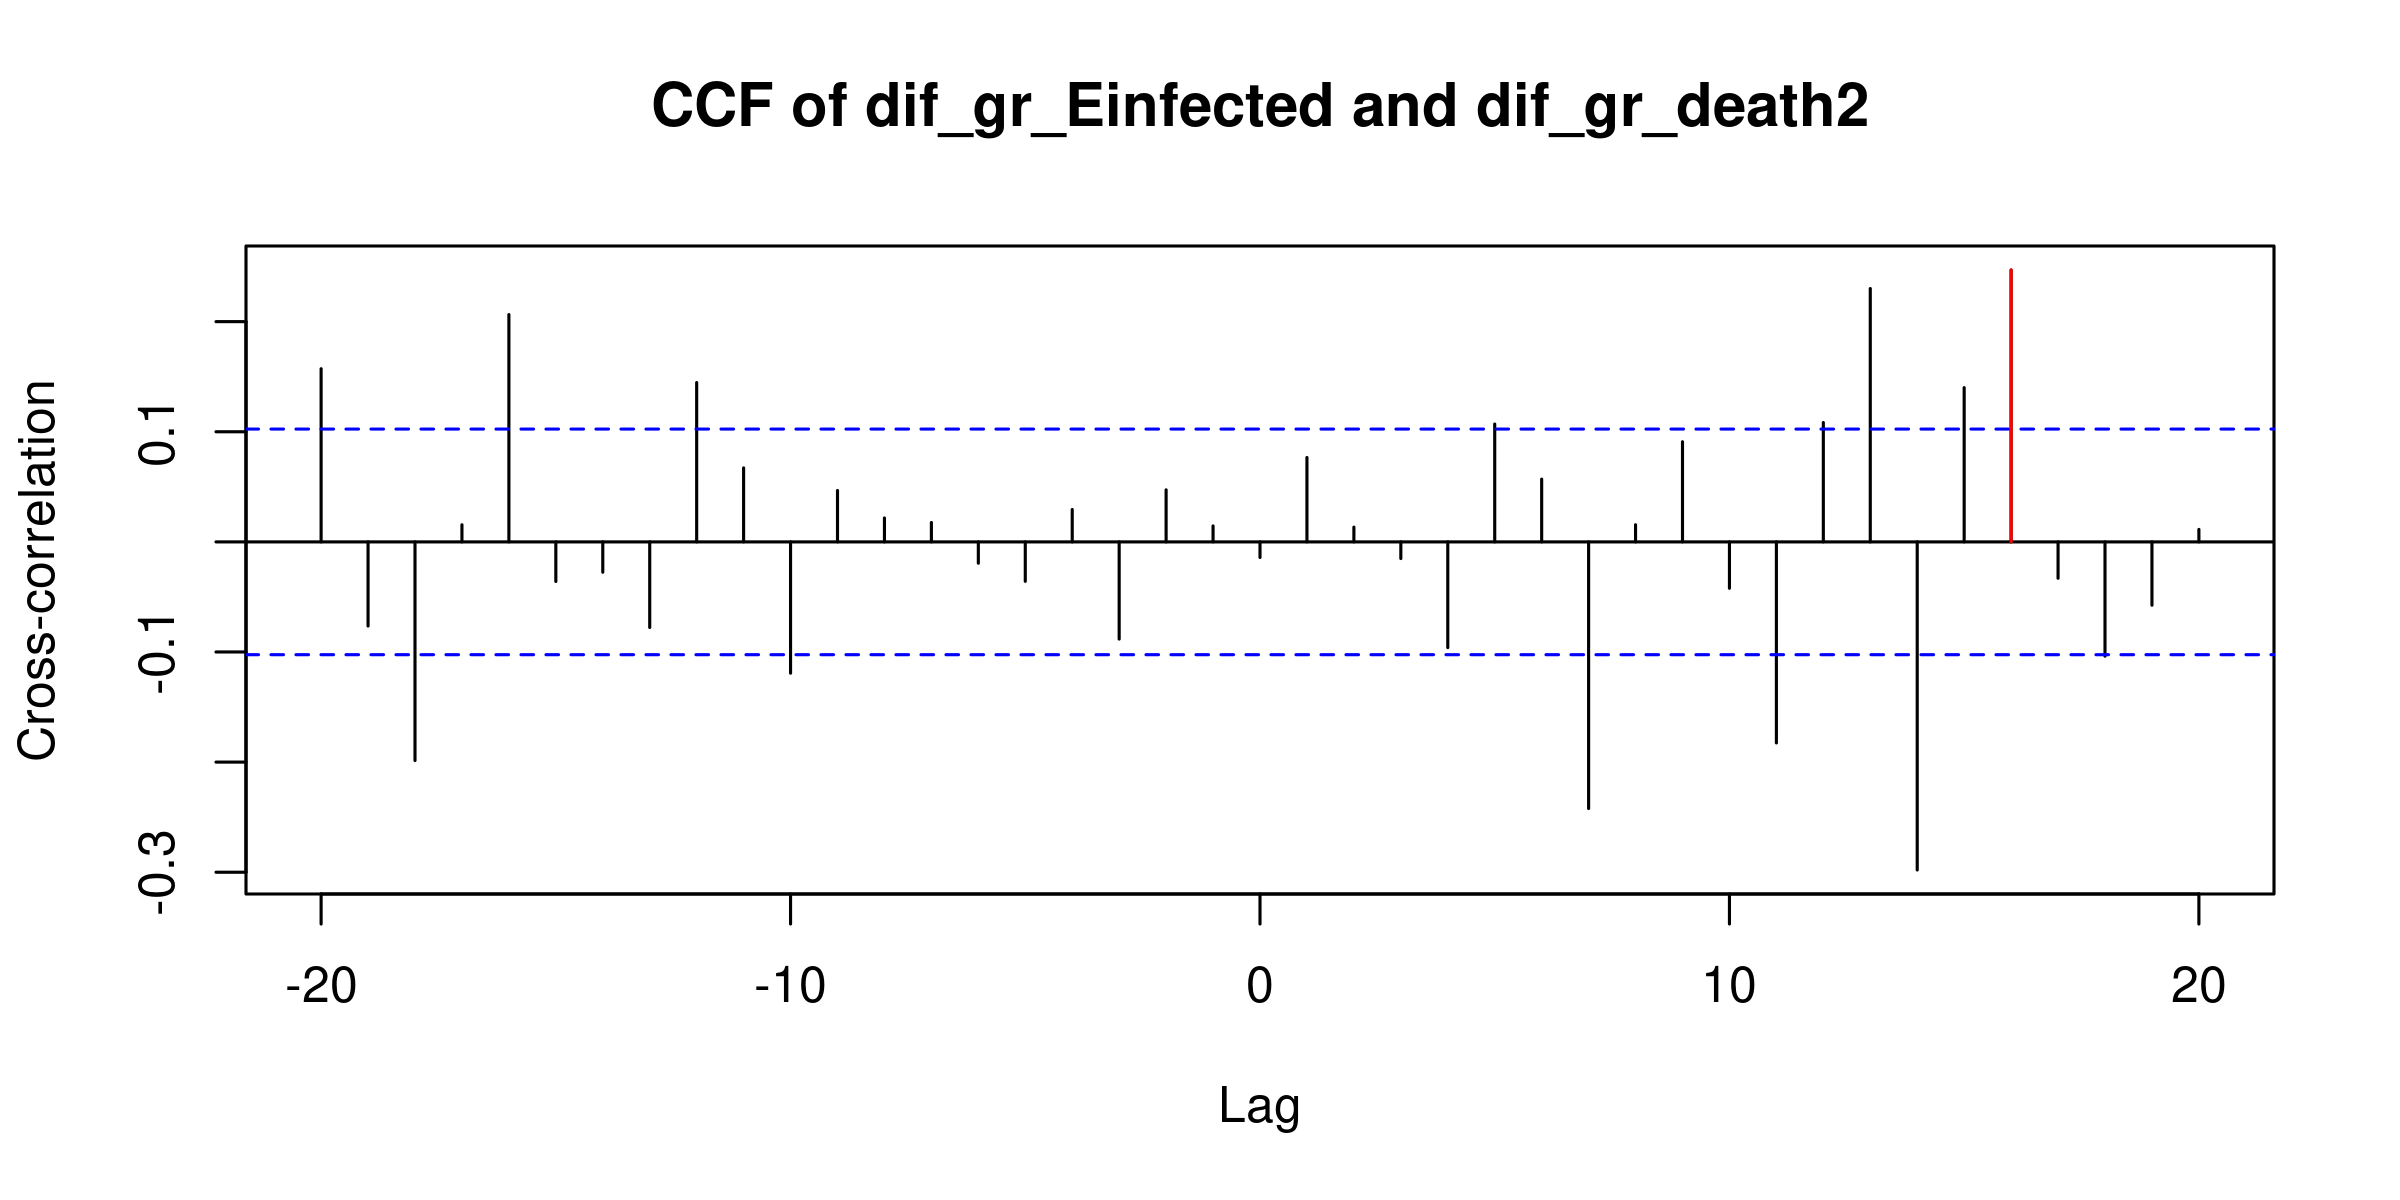 CCF of dif_gr_Einfected and dif_gr_death2
Cross-correlation
0.1
-0.1
-0.3
-20 -10 0 10 20
Lag